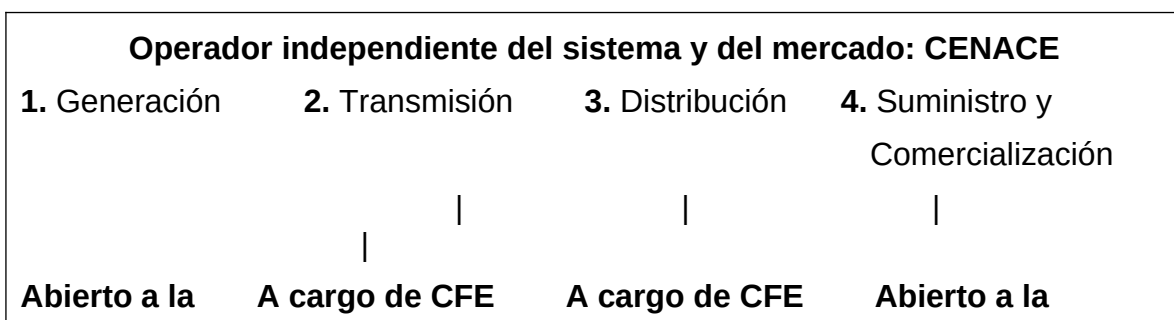 Operador independiente del sistema y del mercado: CENACE
1. Generación 2. Transmisión 3. Distribución 4. Suministro y
Comercialización
| | |
|
Abierto a la A cargo de CFE A cargo de CFE Abierto a la